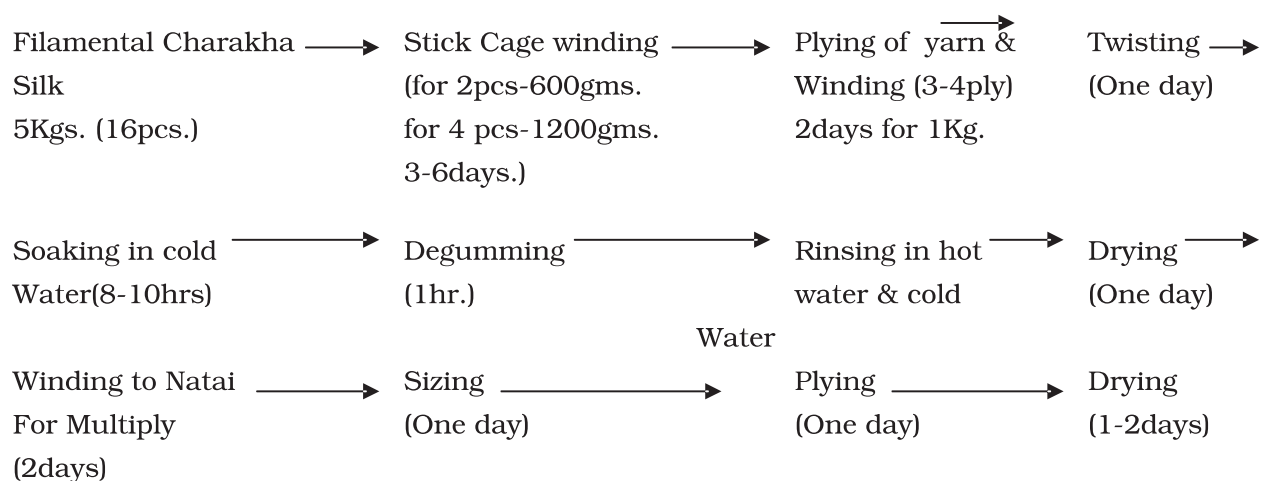 Filamental Charakha Stick Cage winding Plying of yarn & Twisting
Silk (for 2pcs-600gms. Winding (3-4ply) (One day)
5Kgs. (16pcs.) for 4 pcs-1200gms. 2days for 1Kg.
3-6days.)
Soaking in cold Degumming Rinsing in hot Drying
Water(8-10hrs) (1hr.) water & cold (One day)
Water
Winding to Natai Sizing Plying Drying
For Multiply (One day) (One day) (1-2days)
(2days)